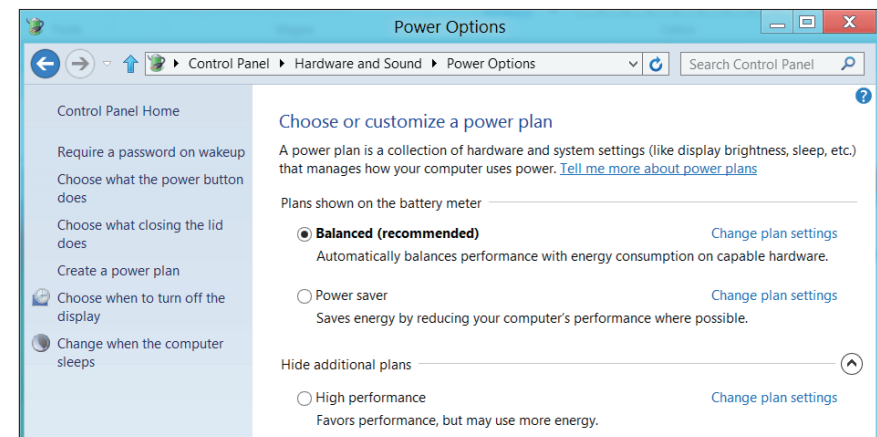 Power Options
X
Control Panel Hardware and Sound Power Options
Search Control Panel
?
Control Panel Home
Require a password on wakeup
Choose what the power button
does
Choose what closing the lid
does
Create a power plan
Choose when to turn off the
display
Change when the computer
sleeps
Choose or customize a power plan
A power plan is a collection of hardware and system settings (like display brightness, sleep, etc.)
that manages how your computer uses power. Tell me more about power plans
Plans shown on the battery meter
Balanced (recommended) Change plan settings
Automatically balances performance with energy consumption on capable hardware.
Power saver Change plan settings
Saves energy by reducing your computer's performance where possible.
Hide additional plans
High performance Change plan settings
Favors performance, but may use more energy.